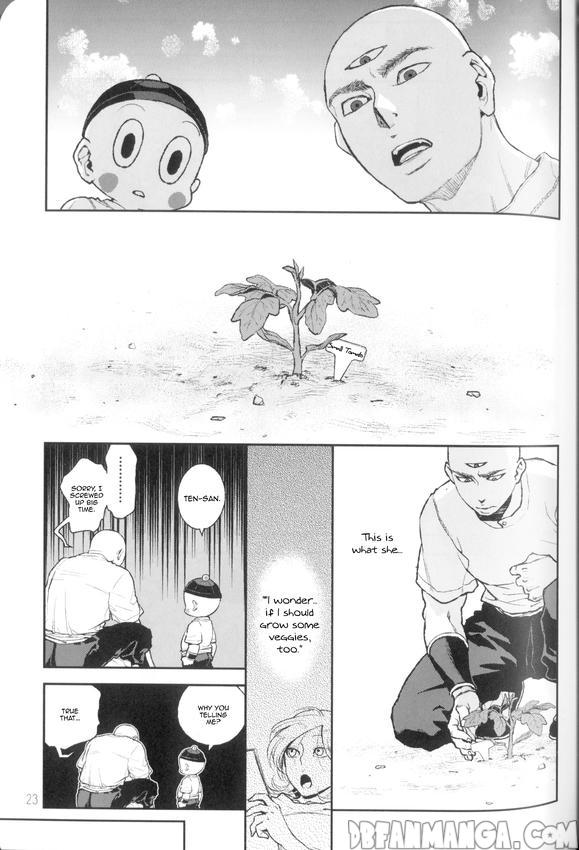 Small Tomato
This is
what she...
"I wonder..
if I should
grow some
veggies,
too."
TEN-SAN.
.........
SORRY, I
SCREWED
UP BIG
TIME.
WHY YOU
TELLING
ME?
TRUE
THAT...
23
DBFANMANGA.COM